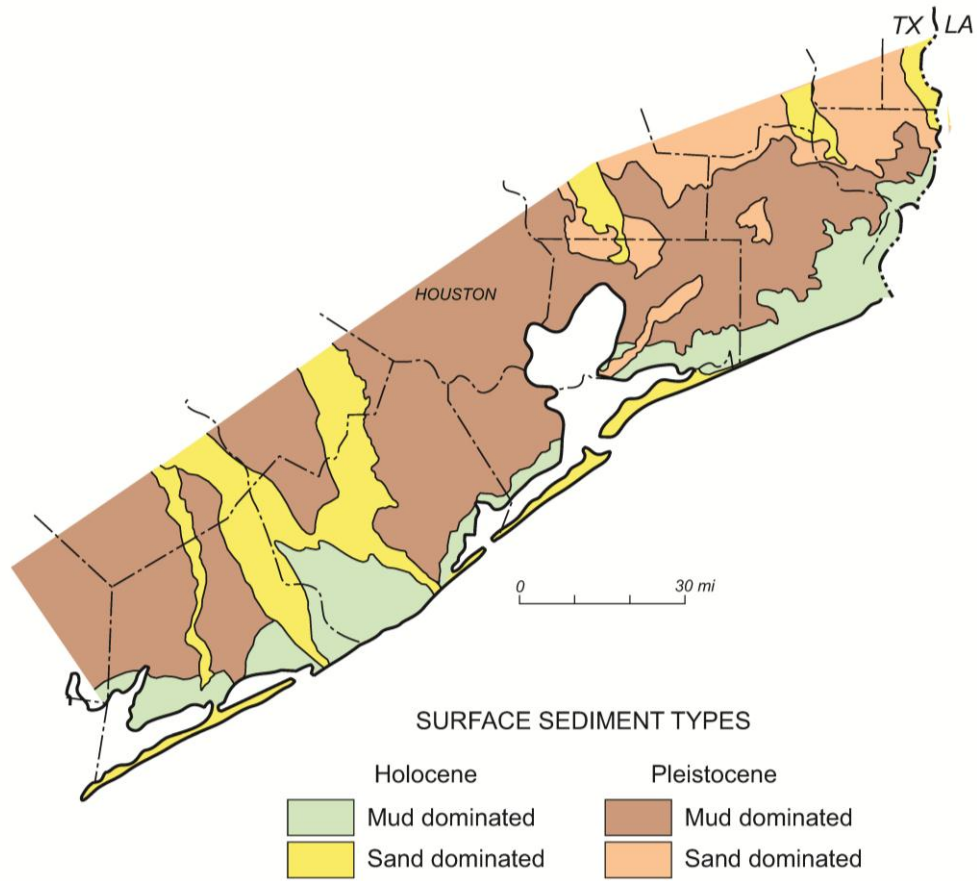 TX LA
HOUSTON
0 30 mi
SURFACE SEDIMENT TYPES
Holocene Pleistocene
Mud dominated Mud dominated
Sand dominated Sand dominated